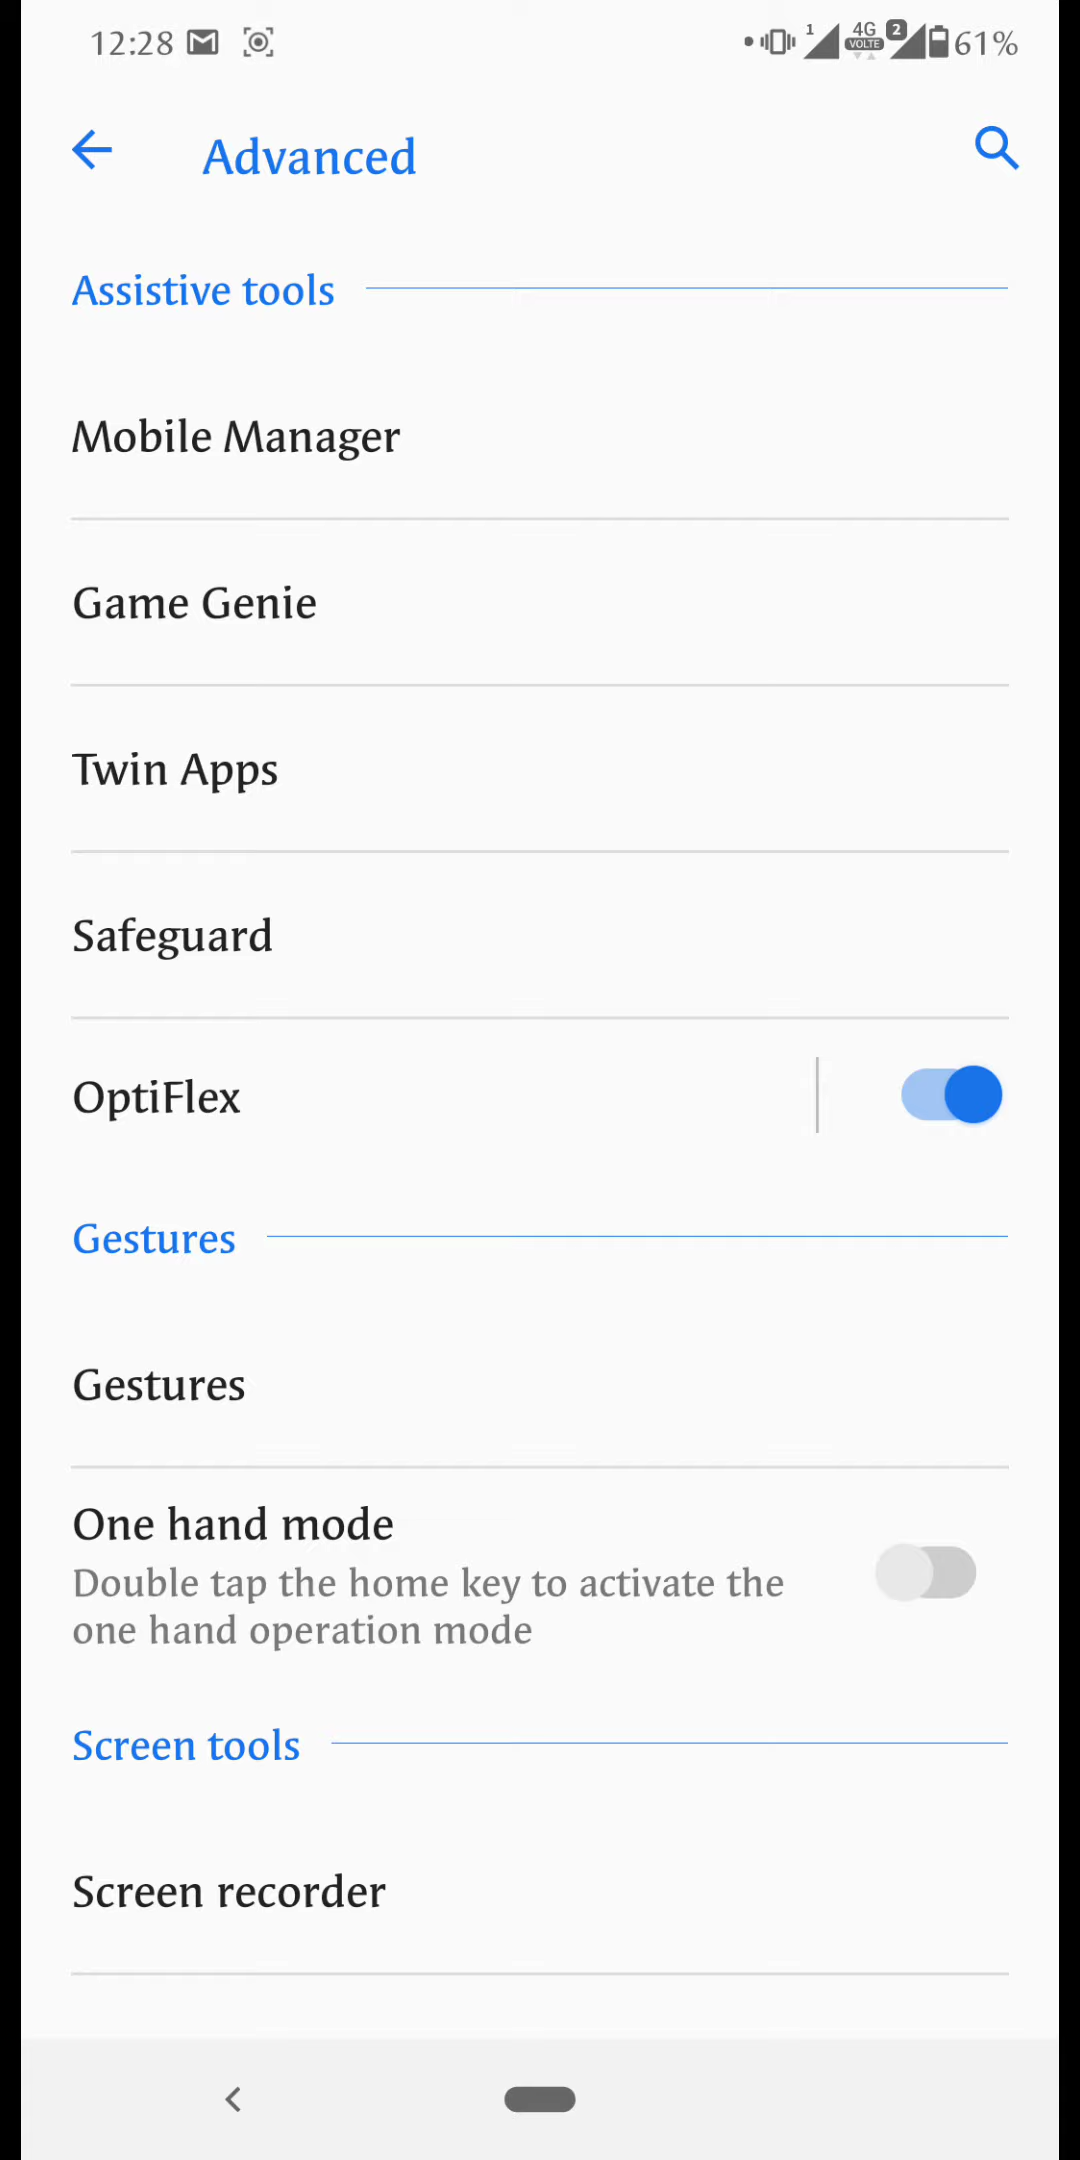 12:28
1 4G VOLTE 2 61%
Advanced
Assistive tools
Mobile Manager
Game Genie
Twin Apps
Safeguard
OptiFlex
Gestures
Gestures
One hand mode
Double tap the home key to activate the
one hand operation mode
Screen tools
Screen recorder